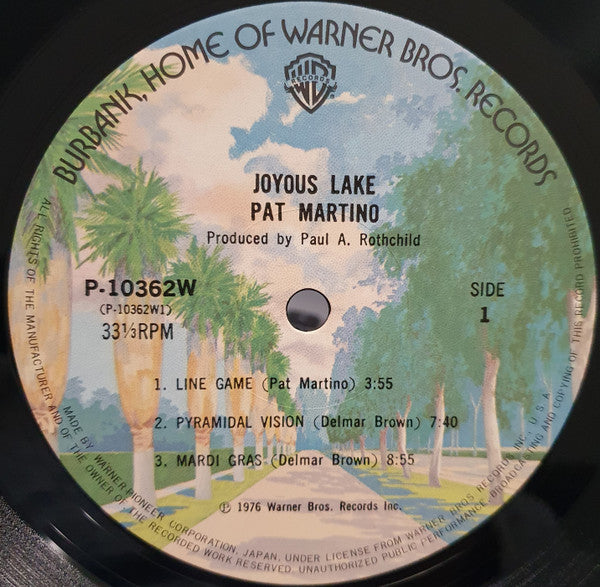 BURBANK, HOME OF WARNER BROS. RECORDS
WB
RECORDS
®
JOYOUS LAKE
PAT MARTINO
Produced by Paul A. Rothchild
P-10362W
(P-10362W1)
33⅓RPM
SIDE
1
1. LINE GAME (Pat Martino) 3:55
2. PYRAMIDAL VISION (Delmar Brown) 7:40
3. MARDI GRAS (Delmar Brown) 8:55
℗ 1976 Warner Bros. Records Inc.
ALL RIGHTS OF THE MANUFACTURER AND OF THE OWNER OF THE RECORDED WORK RESERVED. UNAUTHORIZED PUBLIC PERFORMANCE, BROADCASTING AND COPYING OF THIS RECORD PROHIBITED
MADE BY WARNER-PIONEER CORPORATION, JAPAN, UNDER LICENSE FROM WARNER BROS RECORDS INC. U.S.A.